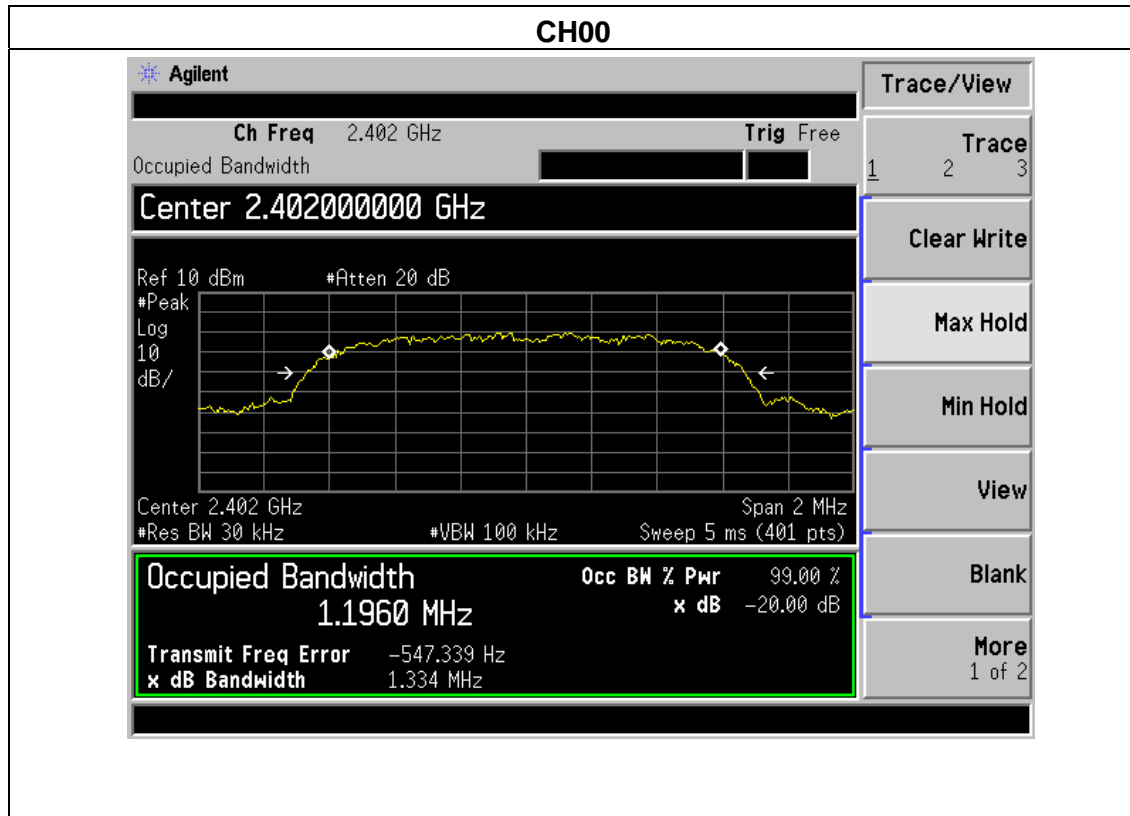 CH00
Agilent
Trace/View
Ch Freq 2.402 GHz Trig Free
Occupied Bandwidth
Trace
1 2 3
Center 2.402000000 GHz
Clear Write
Ref 10 dBm #Atten 20 dB
#Peak
Log
10
dB/
Max Hold
Min Hold
View
Center 2.402 GHz Span 2 MHz
#Res BW 30 kHz #VBW 100 kHz Sweep 5 ms (401 pts)
Occupied Bandwidth Occ BW % Pwr 99.00 %
1.1960 MHz x dB -20.00 dB
Blank
Transmit Freq Error -547.339 Hz
x dB Bandwidth 1.334 MHz
More
1 of 2